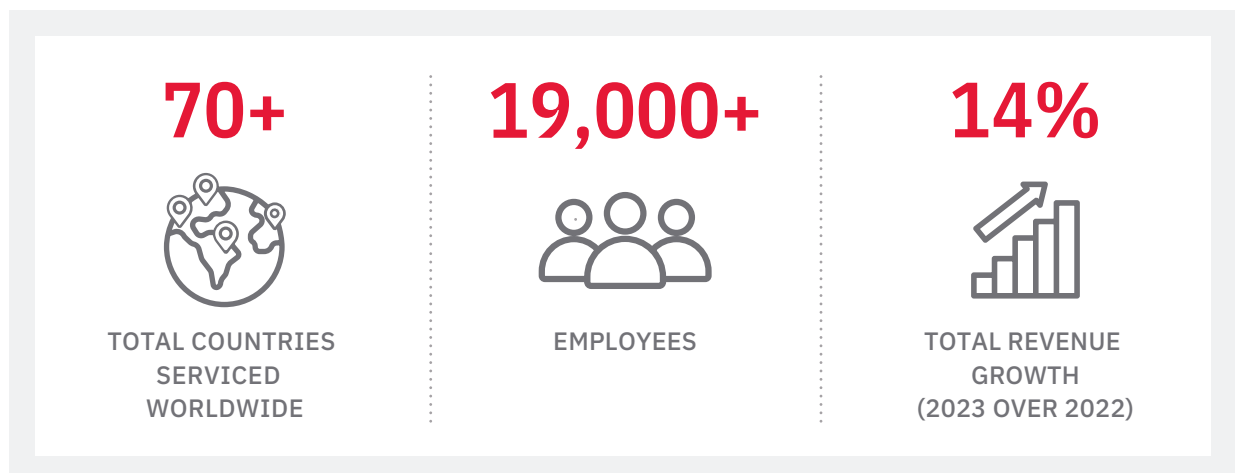 70+
TOTAL COUNTRIES
SERVICED
WORLDWIDE
19,000+
EMPLOYEES
14%
TOTAL REVENUE
GROWTH
(2023 OVER 2022)